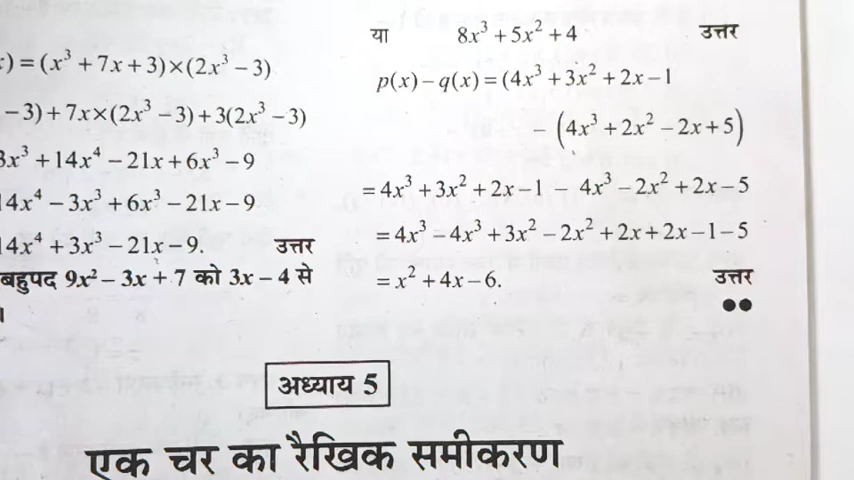 ) = (x³ + 7x + 3) × (2x³ − 3)
− 3) + 7x × (2x³ − 3) + 3(2x³ − 3)
3x³ + 14x⁴ − 21x + 6x³ − 9
14x⁴ − 3x³ + 6x³ − 21x − 9
14x⁴ + 3x³ − 21x − 9. उत्तर
बहुपद 9x² − 3x + 7 को 3x − 4 से
।
या 8x³ + 5x² + 4 उत्तर
p(x) − q(x) = (4x³ + 3x² + 2x − 1
− (4x³ + 2x² − 2x + 5)
= 4x³ + 3x² + 2x − 1 − 4x³ − 2x² + 2x − 5
= 4x³ − 4x³ + 3x² − 2x² + 2x + 2x − 1 − 5
= x² + 4x − 6. उत्तर
●●
अध्याय 5
एक चर का रैखिक समीकरण